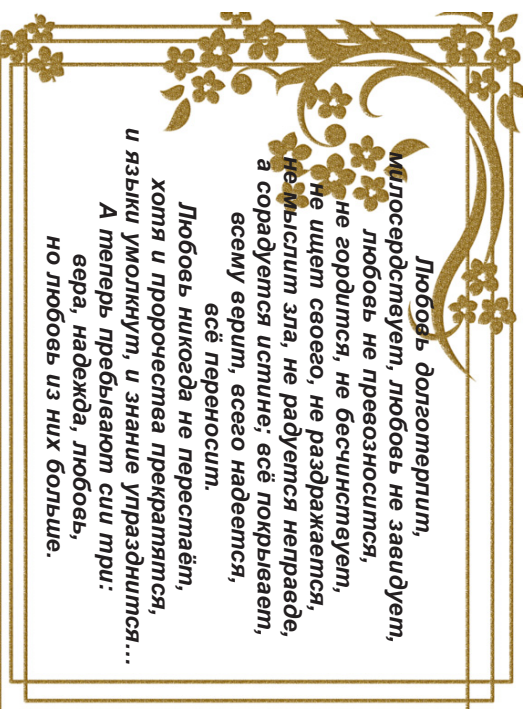 Любовь долготерпит,
милосердствует, любовь не завидует,
любовь не превозносится,
не гордится, не бесчинствует,
не ищет своего, не раздражается,
не мыслит зла, не радуется неправде,
а сорадуется истине; всё покрывает,
всему верит, всего надеется,
всё переносит.
Любовь никогда не перестаёт,
хотя и пророчества прекратятся,
и языки умолкнут, и знание упразднится...
А теперь пребывают сии три:
вера, надежда, любовь,
но любовь из них больше.